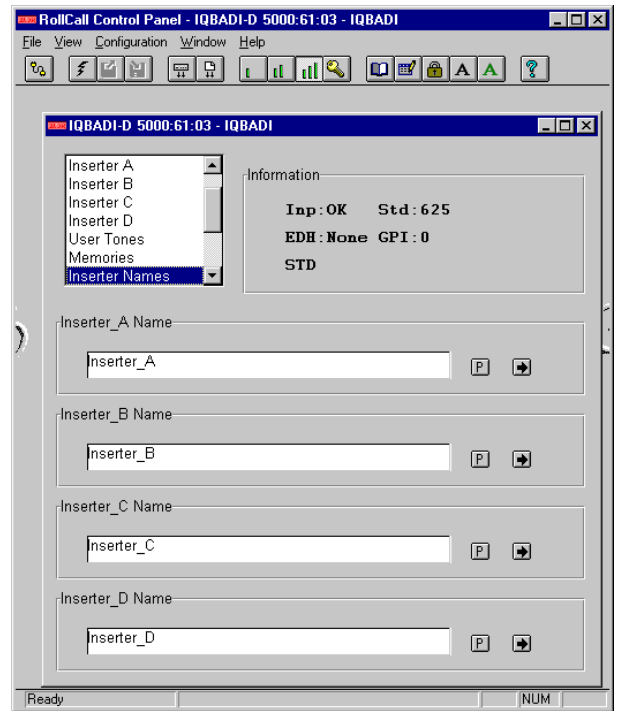 RollCall Control Panel - IQBADI-D 5000:61:03 - IQBADI
File View Configuration Window Help
A A ?
IQBADI-D 5000:61:03 - IQBADI
Inserter A
Inserter B
Inserter C
Inserter D
User Tones
Memories
Inserter Names
Information
Inp:OK Std:625
EDH:None GPI:0
STD
Inserter_A Name
Inserter_A
P
Inserter_B Name
Inserter_B
P
Inserter_C Name
Inserter_C
P
Inserter_D Name
Inserter_D
P
Ready NUM